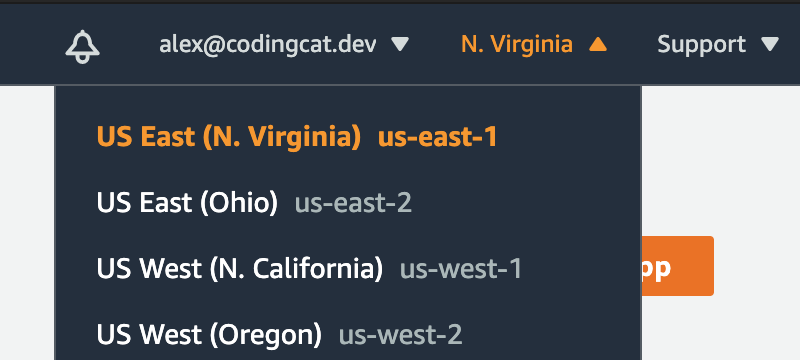 alex@codingcat.dev N. Virginia Support
US East (N. Virginia) us-east-1
US East (Ohio) us-east-2
US West (N. California) us-west-1
pp
US West (Oregon) us-west-2